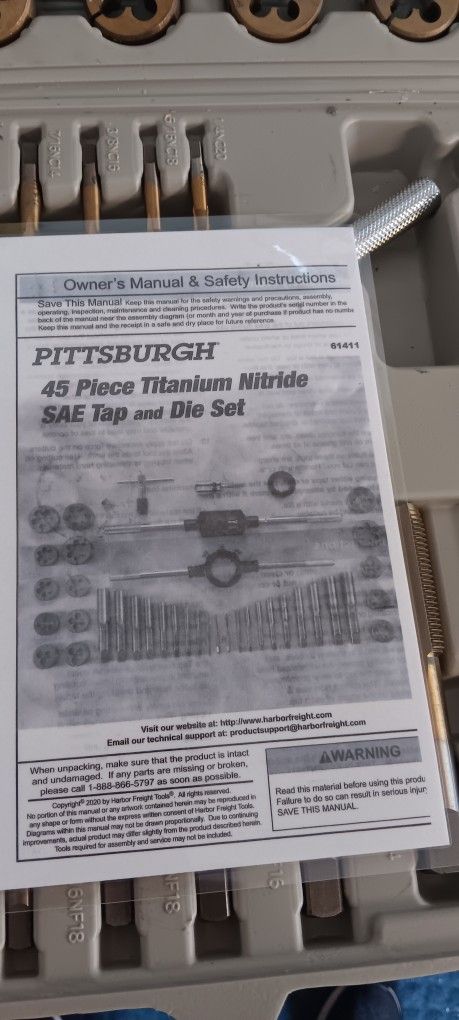 7/16NC14
3/8NC16
5/16NC18
1/4NC20
Owner's Manual & Safety Instructions
Save This Manual Keep this manual for the safety warnings and precautions, assembly,
operating, inspection, maintenance and cleaning procedures. Write the product's serial number in the
back of the manual near the assembly diagram (or month and year of purchase if product has no numbe
Keep this manual and the receipt in a safe and dry place for future reference.
PITTSBURGH
61411
45 Piece Titanium Nitride
SAE Tap and Die Set
Visit our website at: http://www.harborfreight.com
Email our technical support at: productsupport@harborfreight.com
When unpacking, make sure that the product is intact
and undamaged. If any parts are missing or broken,
please call 1-888-866-5797 as soon as possible.
Copyright© 2020 by Harbor Freight Tools®. All rights reserved.
No portion of this manual or any artwork contained herein may be reproduced in
any shape or form without the express written consent of Harbor Freight Tools.
Diagrams within this manual may not be drawn proportionally. Due to continuing
improvements, actual product may differ slightly from the product described herein.
Tools required for assembly and service may not be included.
WARNING
Read this material before using this produ
Failure to do so can result in serious injur
SAVE THIS MANUAL.
6NF18
NF18